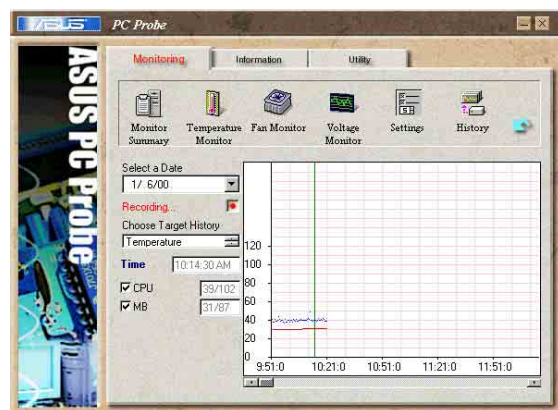 ASUS PC Probe
Monitoring Information Utility
ASUS PC Probe
Monitor Summary
Temperature Monitor
Fan Monitor
Voltage Monitor
Settings
History
Select a Date
1/ 6/00
Recording...
Choose Target History
Temperature
Time 10:14:30 AM
CPU 39/102
MB 31/87
120
100
80
60
40
20
0
9:51:0 10:21:0 10:51:0 11:21:0 11:51:0